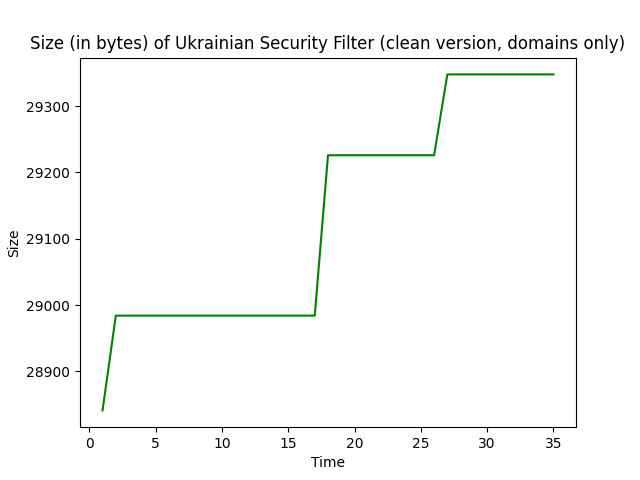 Size (in bytes) of Ukrainian Security Filter (clean version, domains only)
29300
29200
29100
29000
28900
Size
0 5 10 15 20 25 30 35
Time